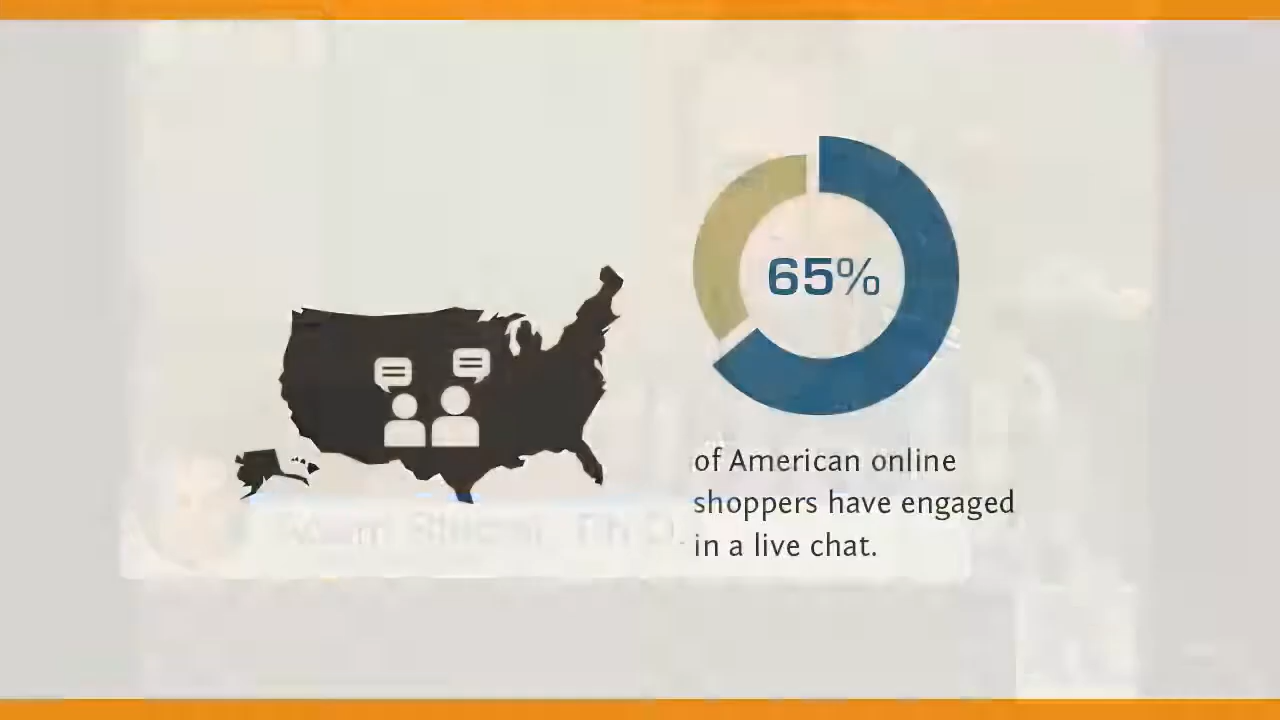 65%
of American online
shoppers have engaged
in a live chat.